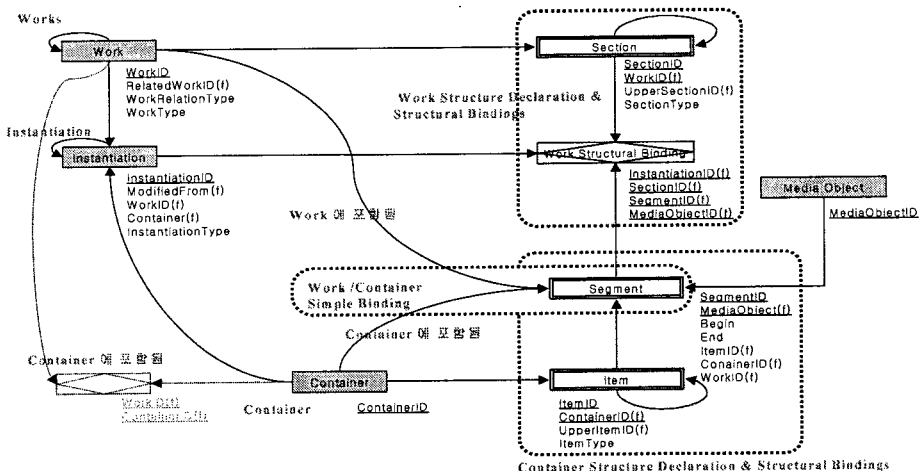 Works
Work
WorkID
RelatedWorkID(f)
WorkRelationType
WorkType
Section
SectionID
WorkID(f)
UpperSectionID(f)
SectionType
Work Structure Declaration &
Structural Bindings
Instantiation
Instantiation
InstantiationID
ModifiedFrom(f)
WorkID(f)
Container(f)
InstantiationType
Work Structural Binding
InstantiationID(f)
SectionID(f)
SegmentID(f)
MediaObjectID(f)
Media Object
MediaObjectID
Work 에 포함됨
Work /Container
Simple Binding
Segment
SegmentID
MediaObject(f)
Begin
End
ItemID(f)
ConainerID(f)
WorkID(f)
Container 에 포함됨
Container 에 포함됨
WorkID(f)
ContainerID(f)
Container
Container
ContainerID
Item
ItemID
ContainerID(f)
UpperItemID(f)
ItemType
Container Structure Declaration & Structural Bindings